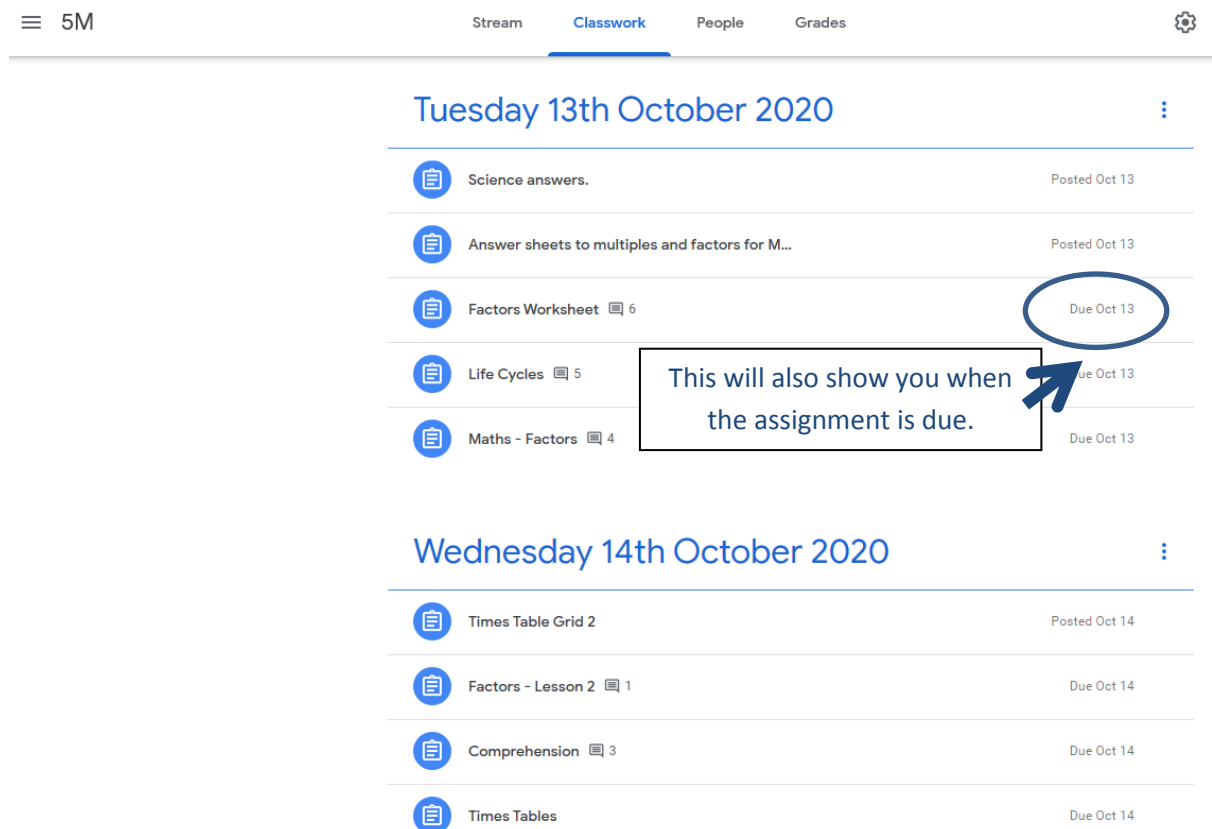 5M
Stream Classwork People Grades
Tuesday 13th October 2020
Science answers. Posted Oct 13
Answer sheets to multiples and factors for M... Posted Oct 13
Factors Worksheet 6 Due Oct 13
Life Cycles 5 ue Oct 13
This will also show you when
the assignment is due.
Maths - Factors 4 Due Oct 13
Wednesday 14th October 2020
Times Table Grid 2 Posted Oct 14
Factors - Lesson 2 1 Due Oct 14
Comprehension 3 Due Oct 14
Times Tables Due Oct 14